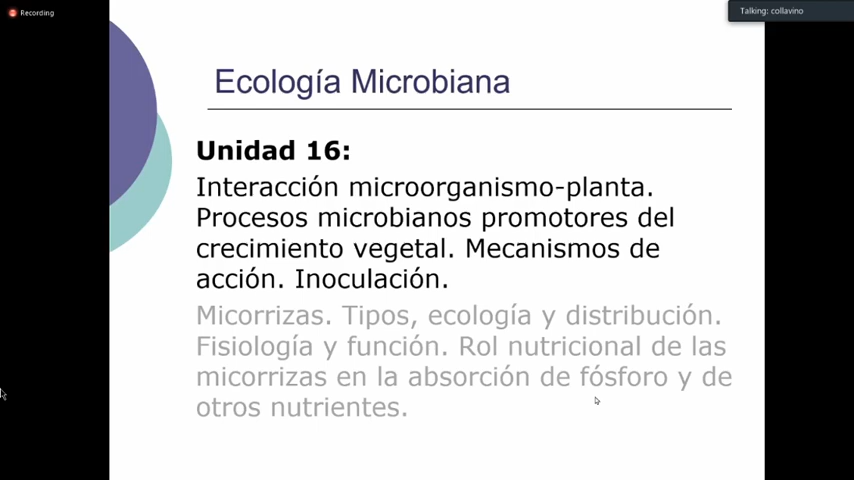 Recording
Talking: collavino
Ecología Microbiana
Unidad 16:
Interacción microorganismo-planta.
Procesos microbianos promotores del
crecimiento vegetal. Mecanismos de
acción. Inoculación.
Micorrizas. Tipos, ecología y distribución.
Fisiología y función. Rol nutricional de las
micorrizas en la absorción de fósforo y de
otros nutrientes.